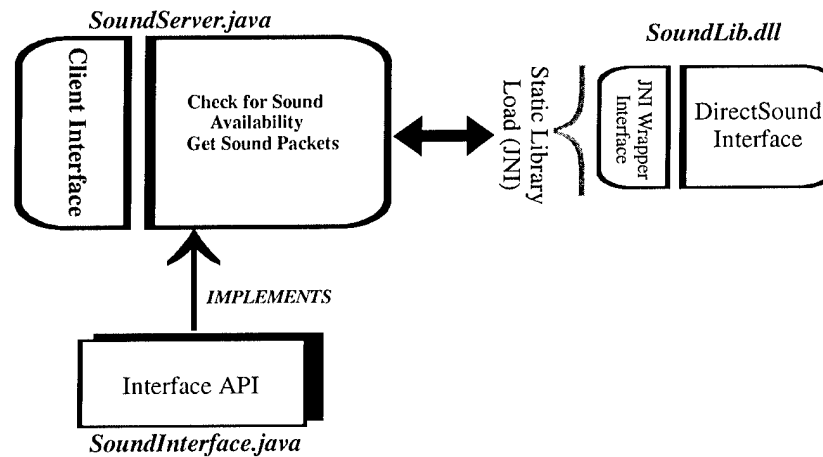 SoundServer.java
SoundLib.dll
Client Interface
Check for Sound
Availability
Get Sound Packets
Static Library
Load (JNI)
JNI Wrapper
Interface
DirectSound
Interface
IMPLEMENTS
Interface API
SoundInterface.java